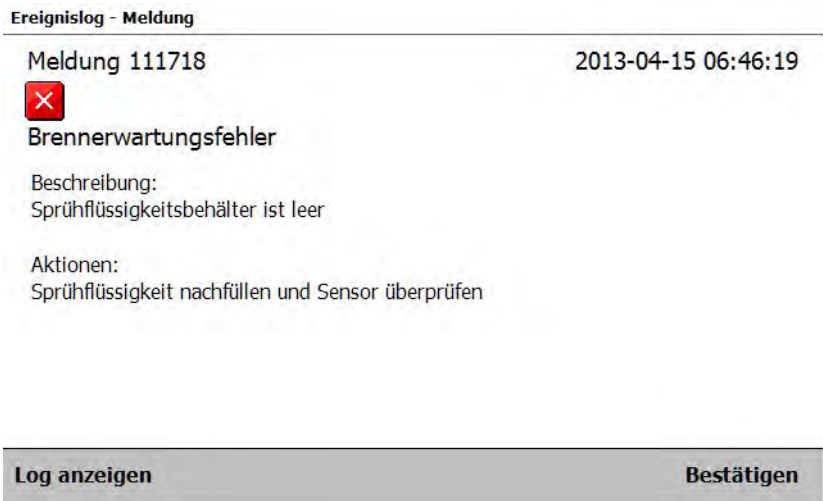 Ereignislog - Meldung
Meldung 111718 2013-04-15 06:46:19
Brennerwartungsfehler
Beschreibung:
Sprühflüssigkeitsbehälter ist leer
Aktionen:
Sprühflüssigkeit nachfüllen und Sensor überprüfen
Log anzeigen Bestätigen